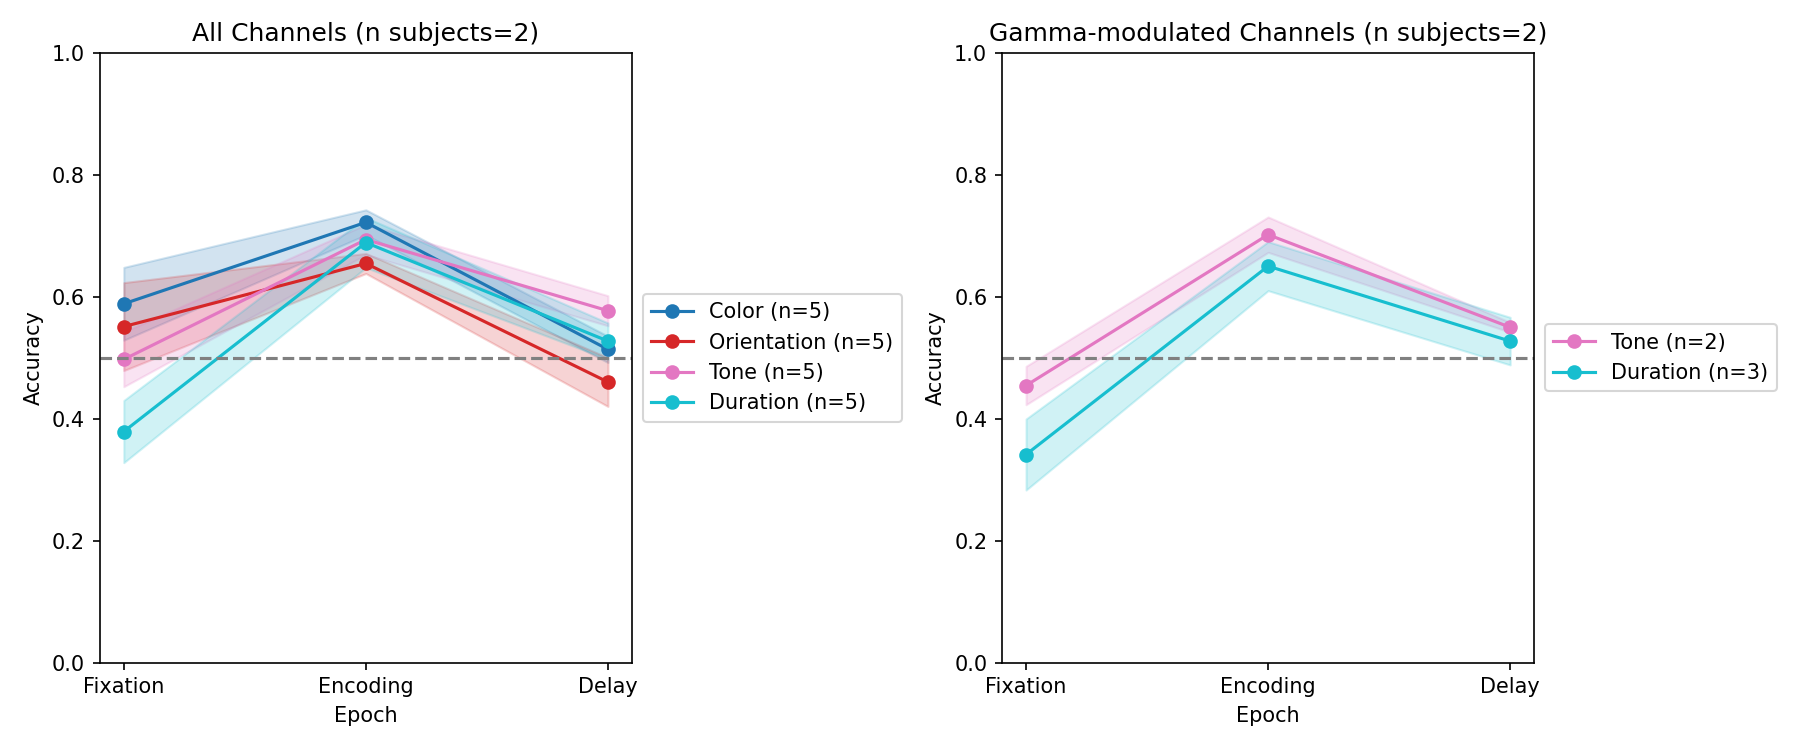 All Channels (n subjects=2)
1.0
0.8
0.6
0.4
0.2
0.0
Accuracy
Fixation Encoding Delay
Epoch
Color (n=5)
Orientation (n=5)
Tone (n=5)
Duration (n=5)
Gamma-modulated Channels (n subjects=2)
1.0
0.8
0.6
0.4
0.2
0.0
Accuracy
Fixation Encoding Delay
Epoch
Tone (n=2)
Duration (n=3)